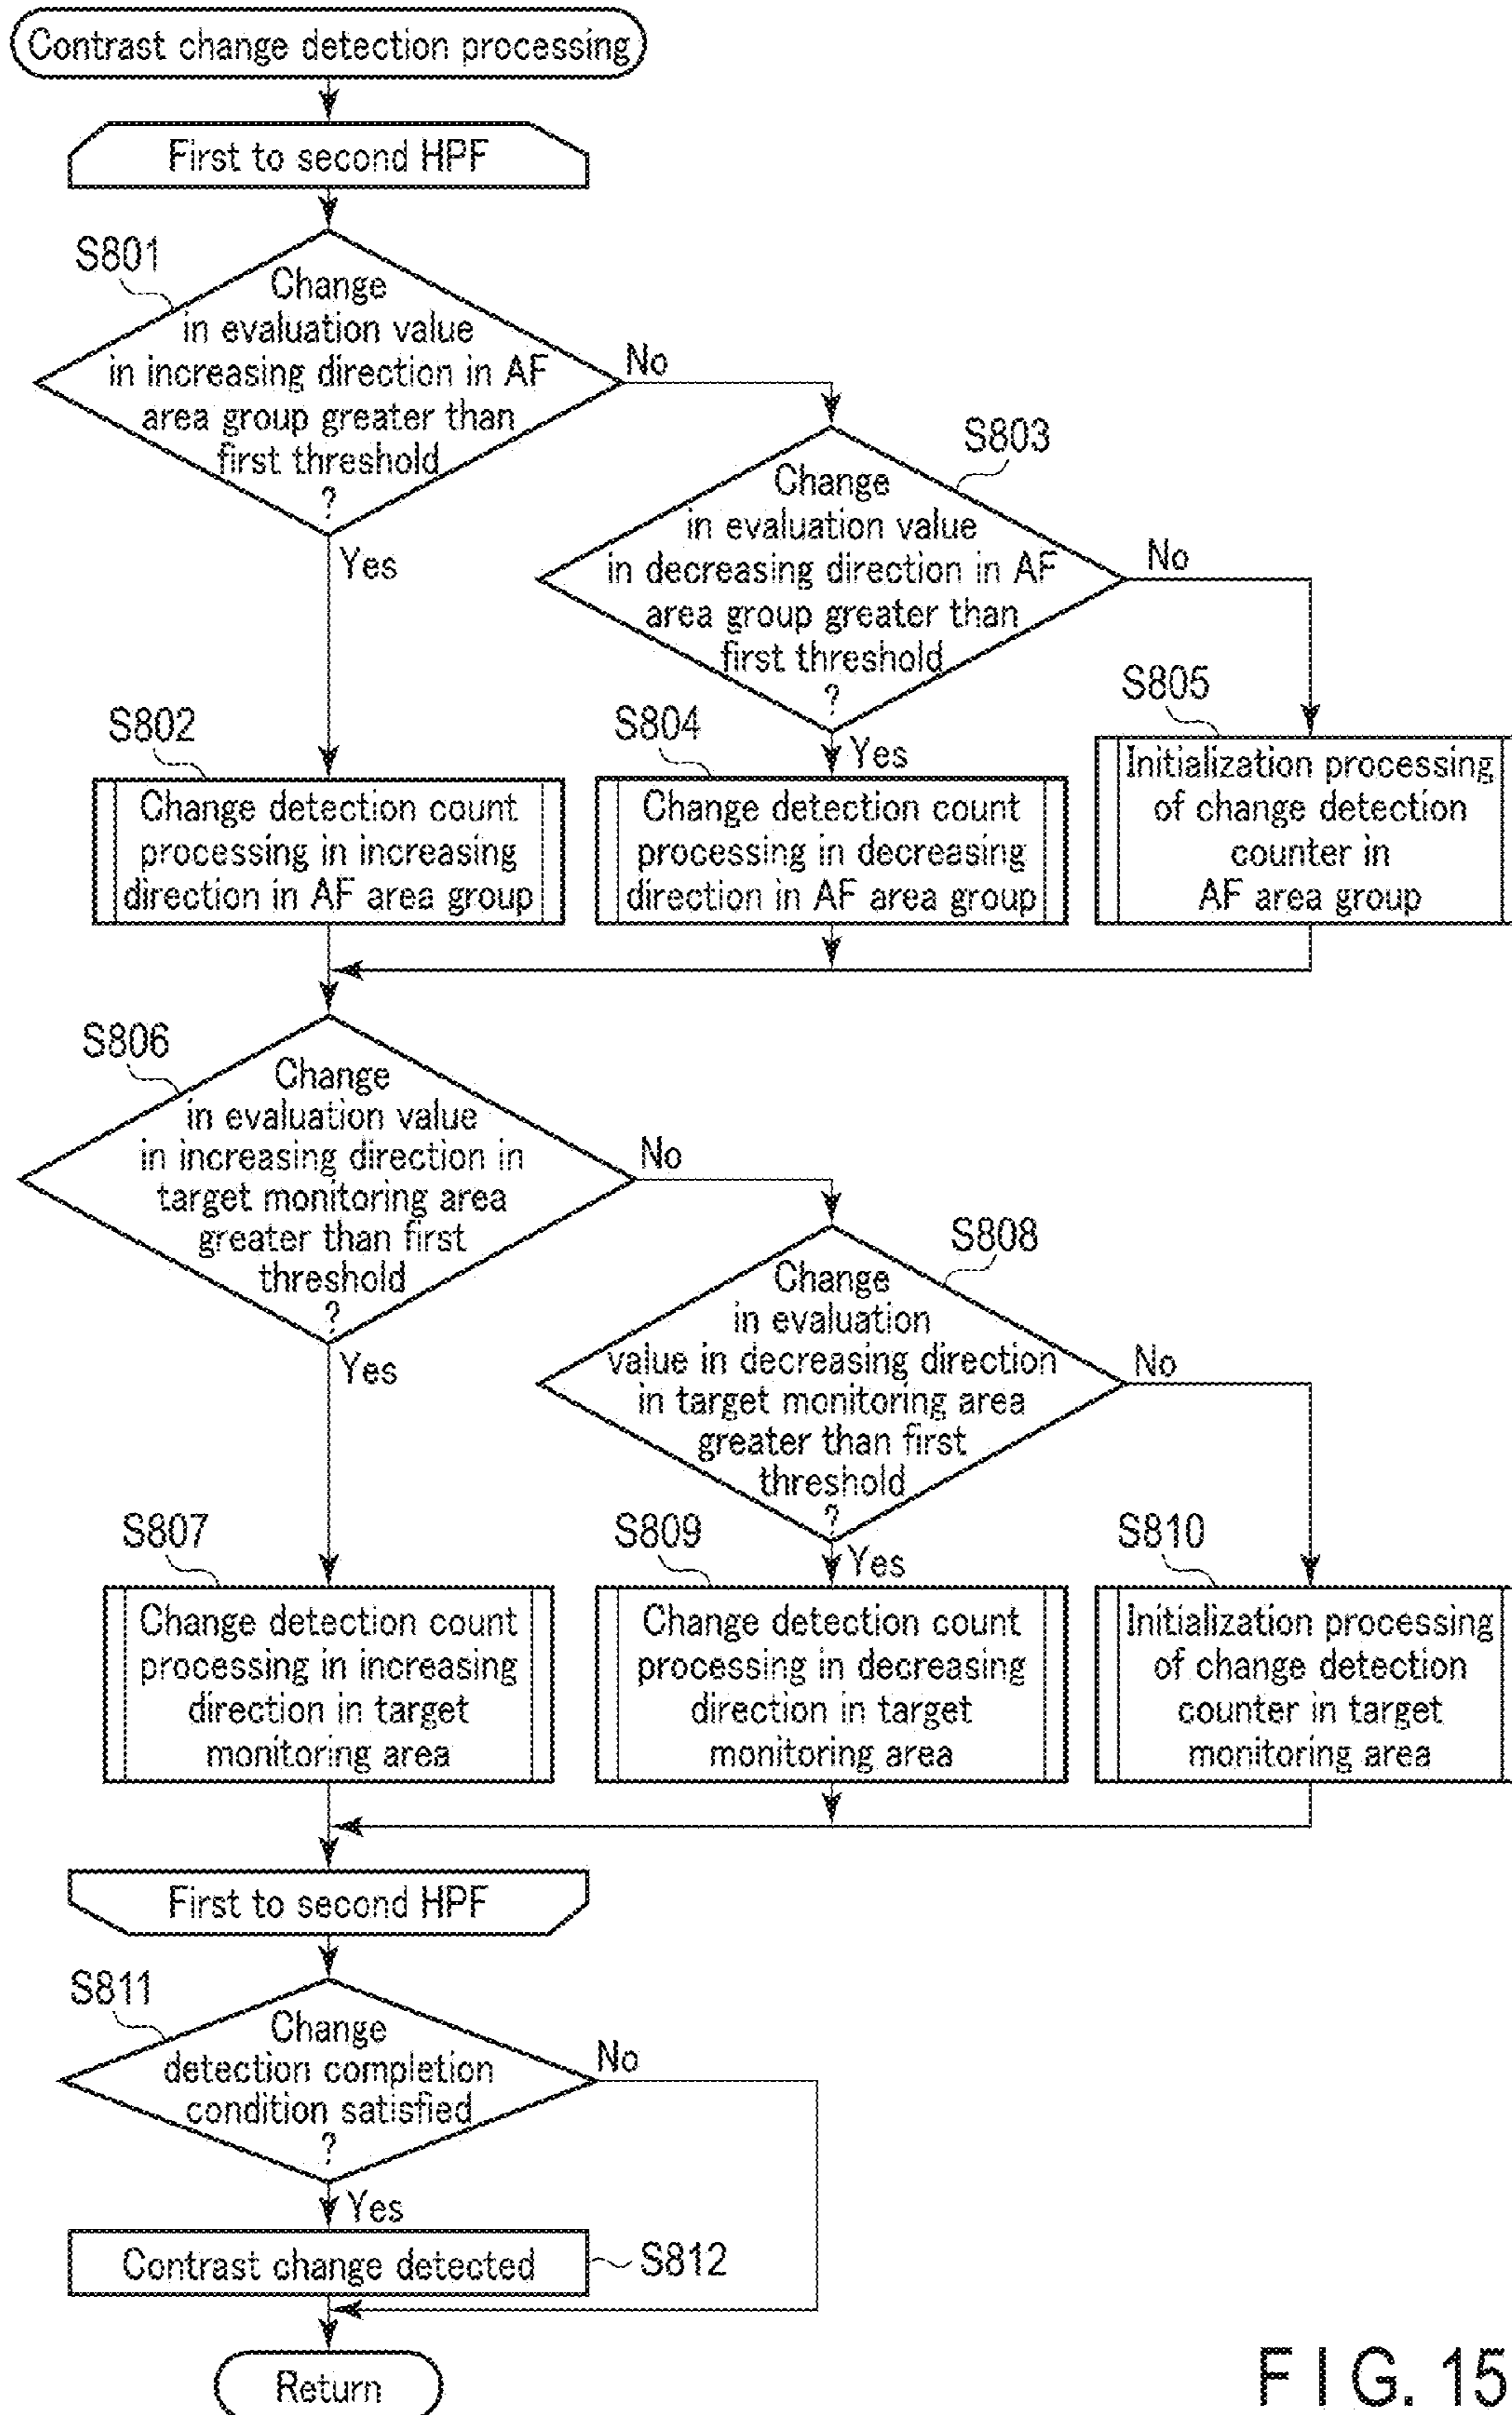 Contrast change detection processing
First to second HPF
S801
Change
in evaluation value
in increasing direction in AF
area group greater than
first threshold
?
No
Yes
S803
Change
in evaluation value
in decreasing direction in AF
area group greater than
first threshold
?
No
Yes
S802
Change detection count
processing in increasing
direction in AF area group
S804
Change detection count
processing in decreasing
direction in AF area group
S805
Initialization processing
of change detection
counter in
AF area group
S806
Change
in evaluation value
in increasing direction in
target monitoring area
greater than first
threshold
?
No
Yes
S808
Change
in evaluation
value in decreasing direction
in target monitoring area
greater than first
threshold
?
No
Yes
S807
Change detection count
processing in increasing
direction in target
monitoring area
S809
Change detection count
processing in decreasing
direction in target
monitoring area
S810
Initialization processing
of change detection
counter in target
monitoring area
First to second HPF
S811
Change
detection completion
condition satisfied
?
No
Yes
Contrast change detected
S812
Return
FIG. 15